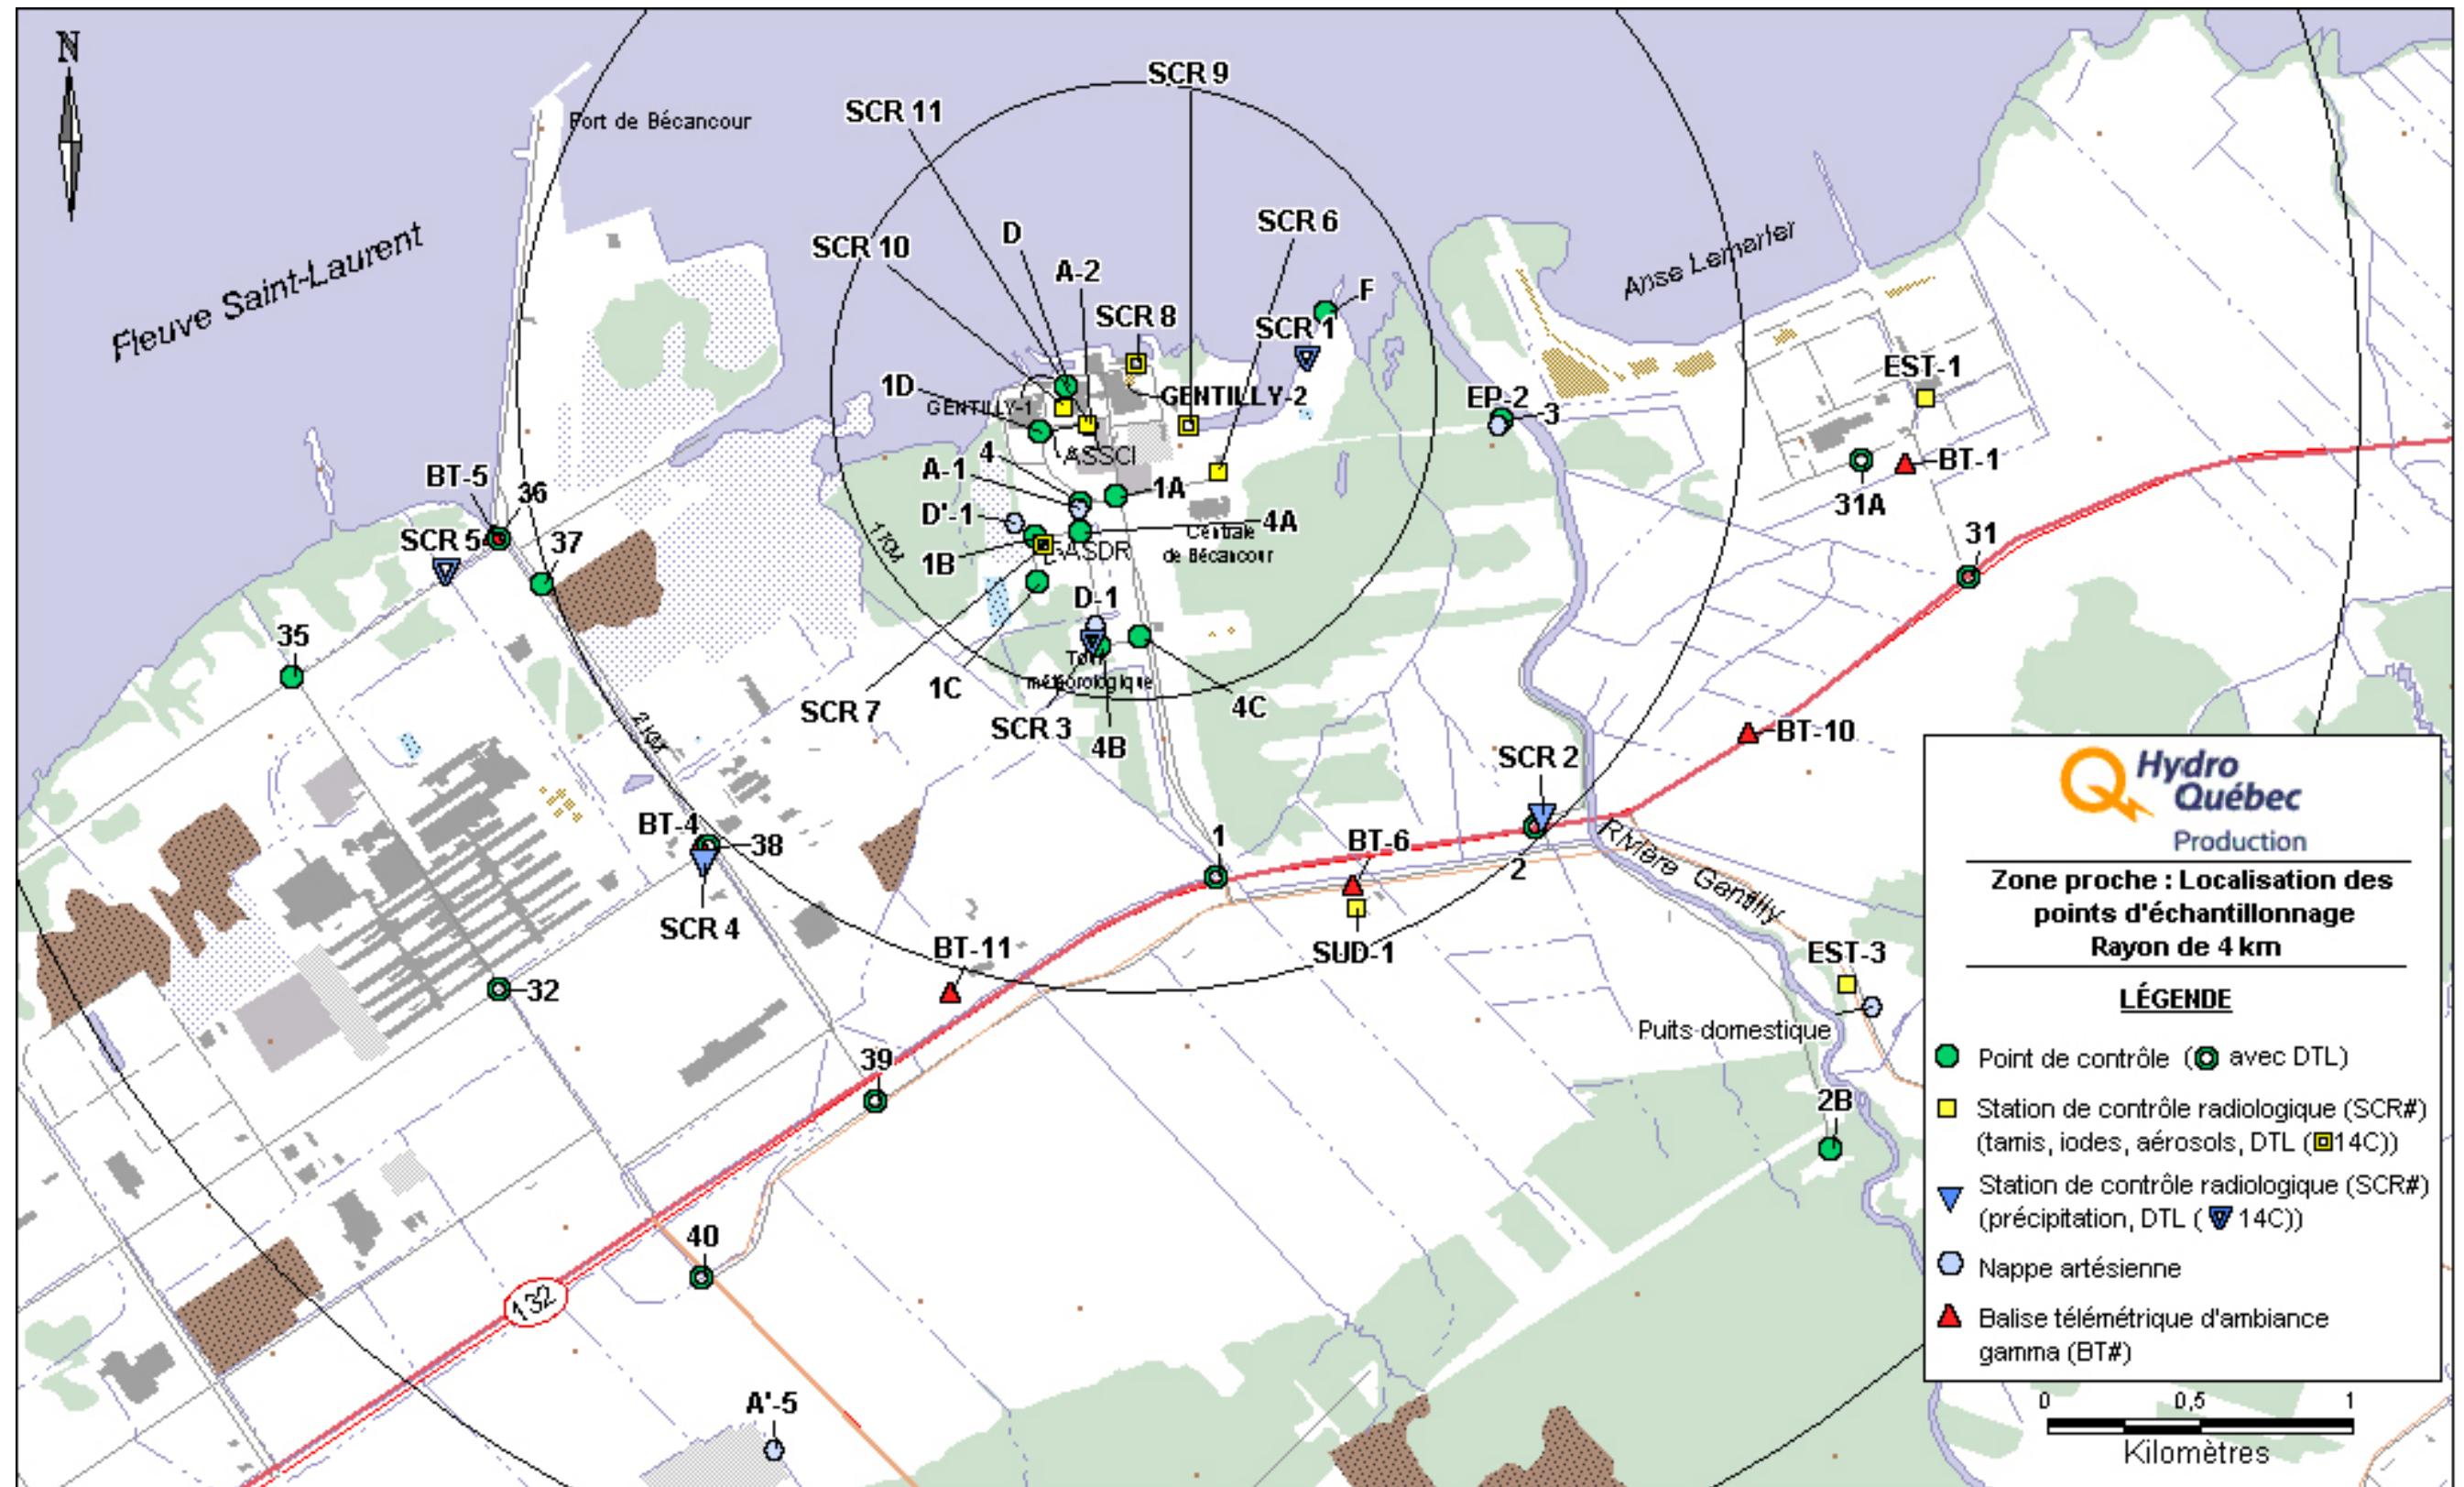 N
SCR 9
SCR 11
Port de Bécancour
SCR 6
D
SCR 10
A-2
Fleuve Saint-Laurent
Anse Lemarier
F
SCR 8
SCR 1
1D
GENTILLY-1
GENTILLY-2
EP-2
3
EST-1
4
ASSCI
A-1
1A
BT-1
BT-5
36
31A
D'-1
4A
Centrale
de Bécancour
1 KM
SCR 5
37
ASDR
31
1B
D-1
35
Tour
météorologique
1C
SCR 7
SCR 3
4C
4B
2 KM
BT-10
SCR 2
BT-4
38
1
BT-6
2
Rivière Gentilly
SCR 4
BT-11
SUD-1
EST-3
32
Puits domestique
39
2B
40
132
A'-5
Hydro
Québec
Production
Zone proche : Localisation des
points d'échantillonnage
Rayon de 4 km
LÉGENDE
Point de contrôle ( avec DTL)
Station de contrôle radiologique (SCR#)
(tamis, iodes, aérosols, DTL ( 14C))
Station de contrôle radiologique (SCR#)
(précipitation, DTL ( 14C))
Nappe artésienne
Balise télémétrique d'ambiance
gamma (BT#)
0 0,5 1
Kilomètres